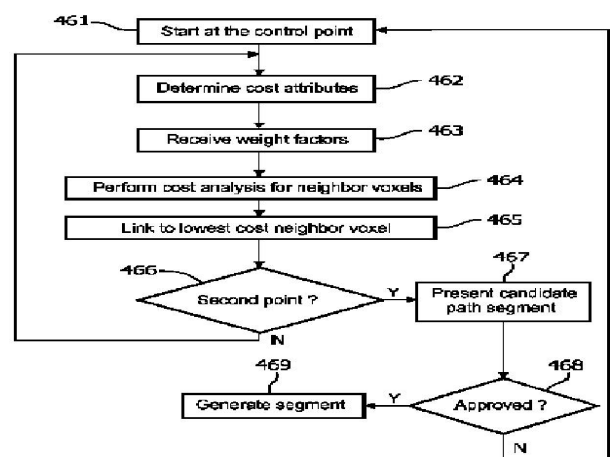 461
Start at the control point
462
Determine cost attributes
463
Receive weight factors
Perform cost analysis for neighbor voxels
464
Link to lowest cost neighbor voxel
465
466
Second point ?
Y
N
467
Present candidate
path segment
468
469
Generate segment
Y
Approved ?
N